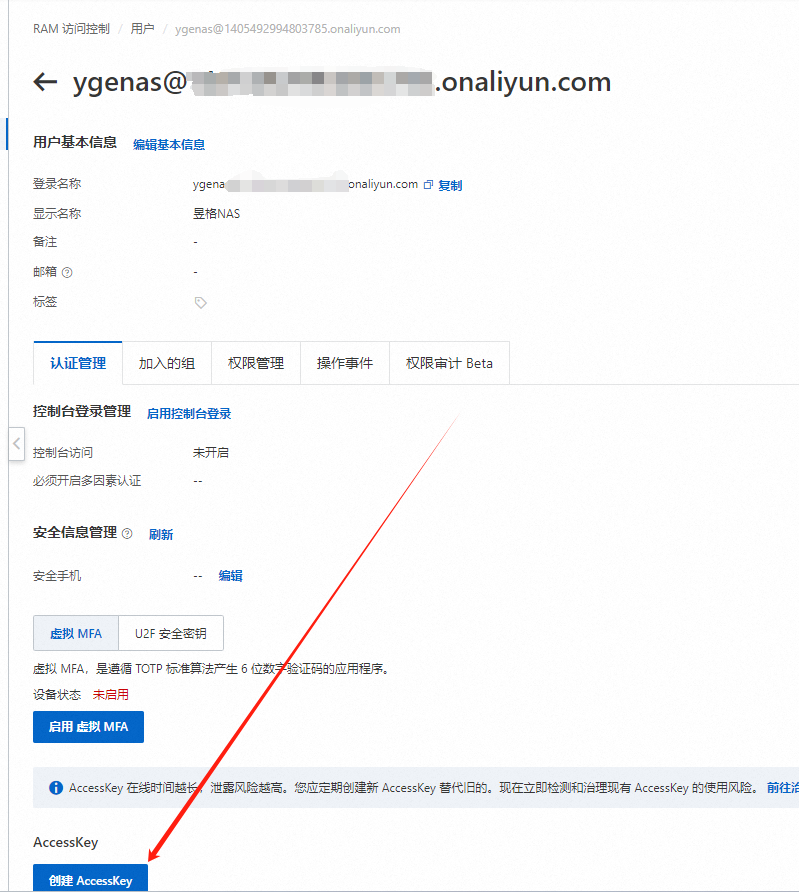 RAM 访问控制 / 用户 / ygenas@1405492994803785.onaliyun.com
ygenas@ .onaliyun.com
用户基本信息 编辑基本信息
登录名称 ygena onaliyun.com 复制
显示名称 昱格NAS
备注 -
邮箱 -
标签
认证管理 加入的组 权限管理 操作事件 权限审计 Beta
控制台登录管理 启用控制台登录
控制台访问 未开启
必须开启多因素认证 --
安全信息管理 刷新
安全手机 -- 编辑
虚拟 MFA U2F 安全密钥
虚拟 MFA，是遵循 TOTP 标准算法产生 6 位数字验证码的应用程序。
设备状态 未启用
启用 虚拟 MFA
AccessKey 在线时间越长，泄露风险越高。您应定期创建新 AccessKey 替代旧的。现在立即检测和治理现有 AccessKey 的使用风险。 前往治
AccessKey
创建 AccessKey